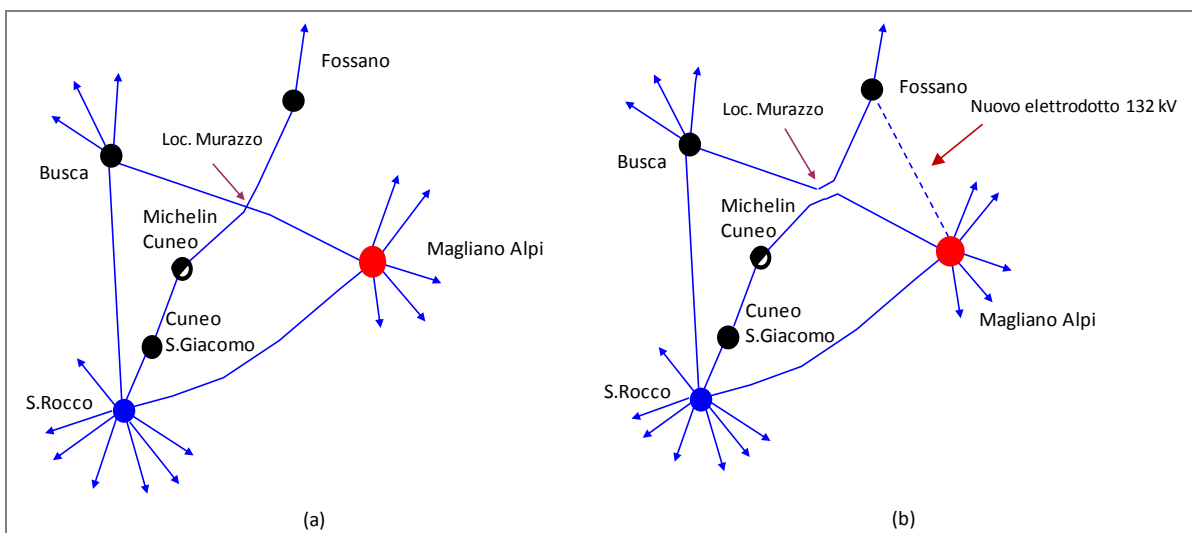 Fossano
Loc. Murazzo
Busca
Michelin
Cuneo
Magliano Alpi
Cuneo
S.Giacomo
S.Rocco
(a)
Fossano
Nuovo elettrodotto 132 kV
Loc. Murazzo
Busca
Michelin
Cuneo
Magliano Alpi
Cuneo
S.Giacomo
S.Rocco
(b)